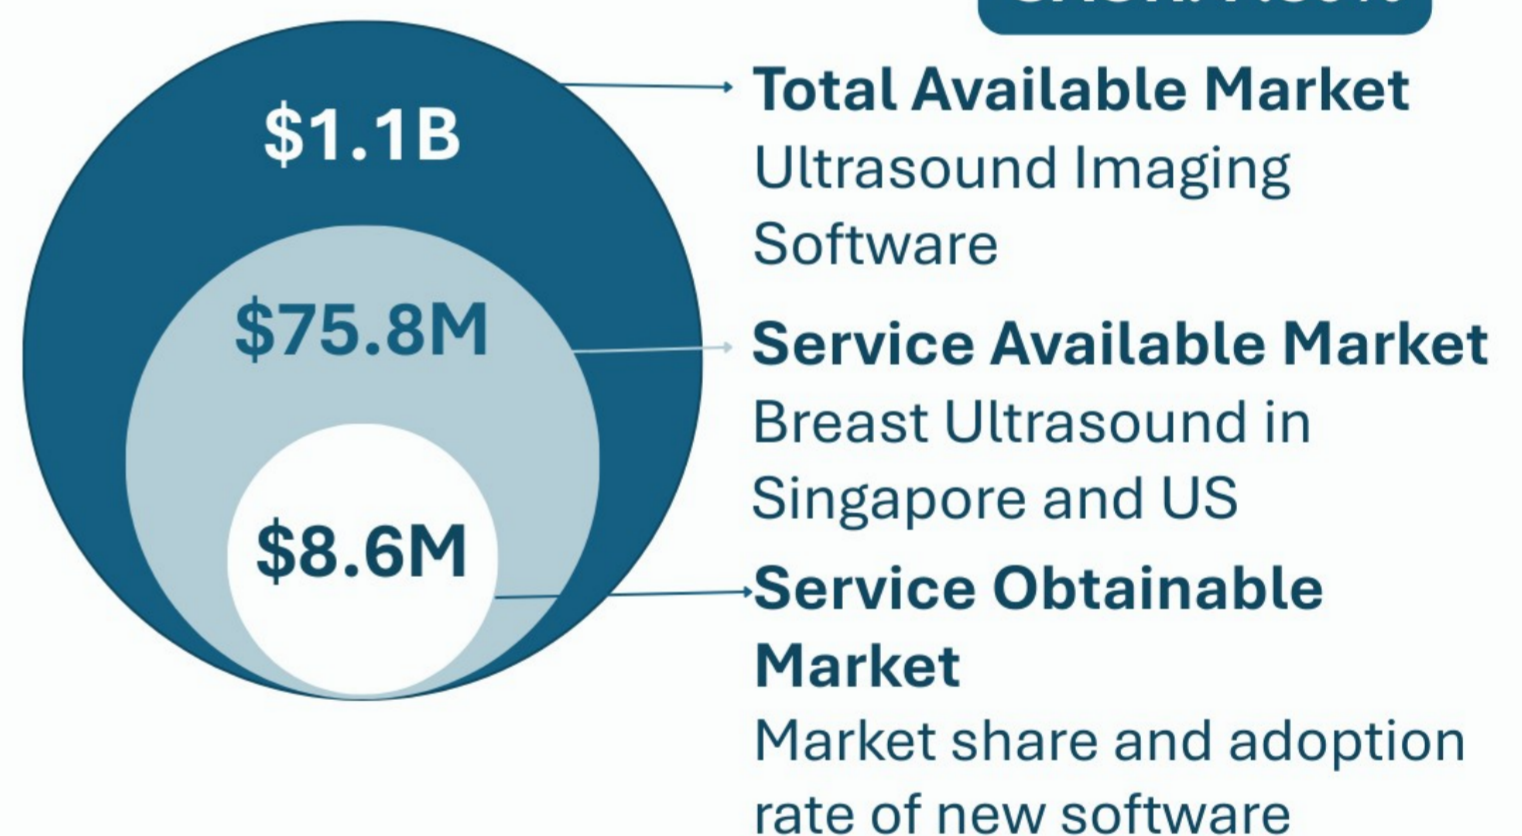 $1.1B
$75.8M
$8.6M
Total Available Market
Ultrasound Imaging
Software
Service Available Market
Breast Ultrasound in
Singapore and US
Service Obtainable
Market
Market share and adoption
rate of new software